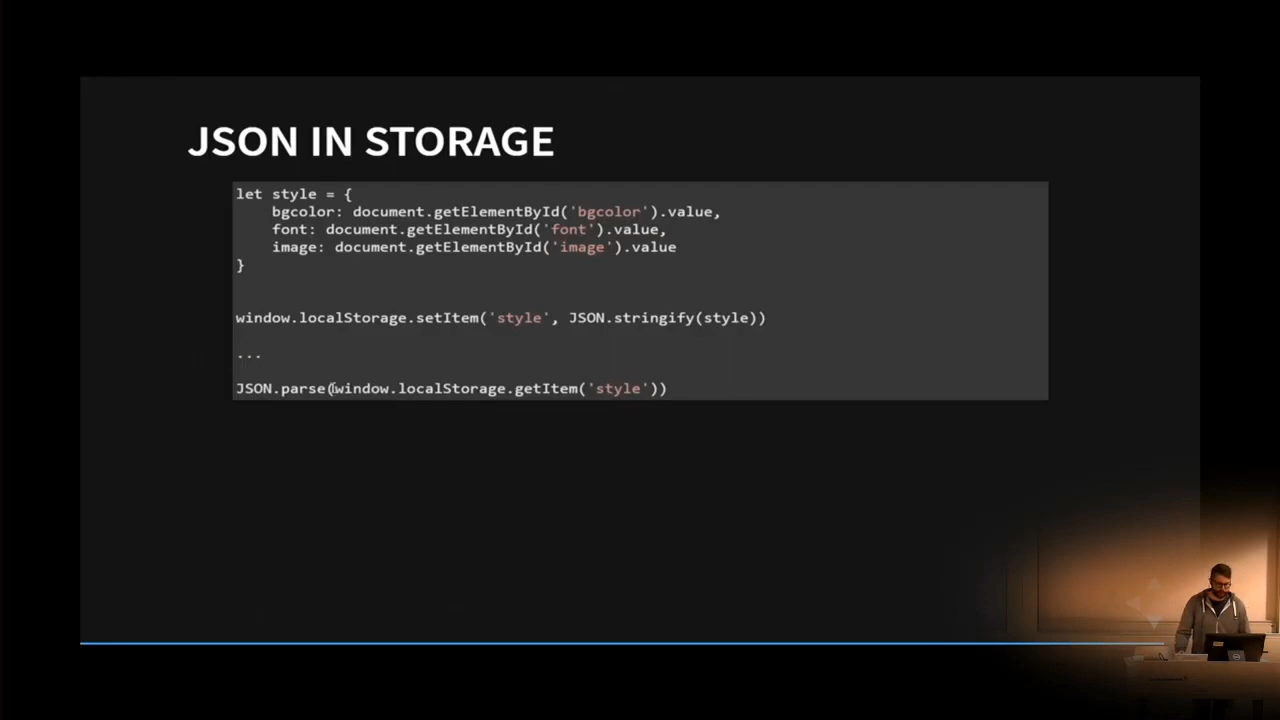 JSON IN STORAGE
let style = {
    bgcolor: document.getElementById('bgcolor').value,
    font: document.getElementById('font').value,
    image: document.getElementById('image').value
}
window.localStorage.setItem('style', JSON.stringify(style))
...
JSON.parse(window.localStorage.getItem('style'))